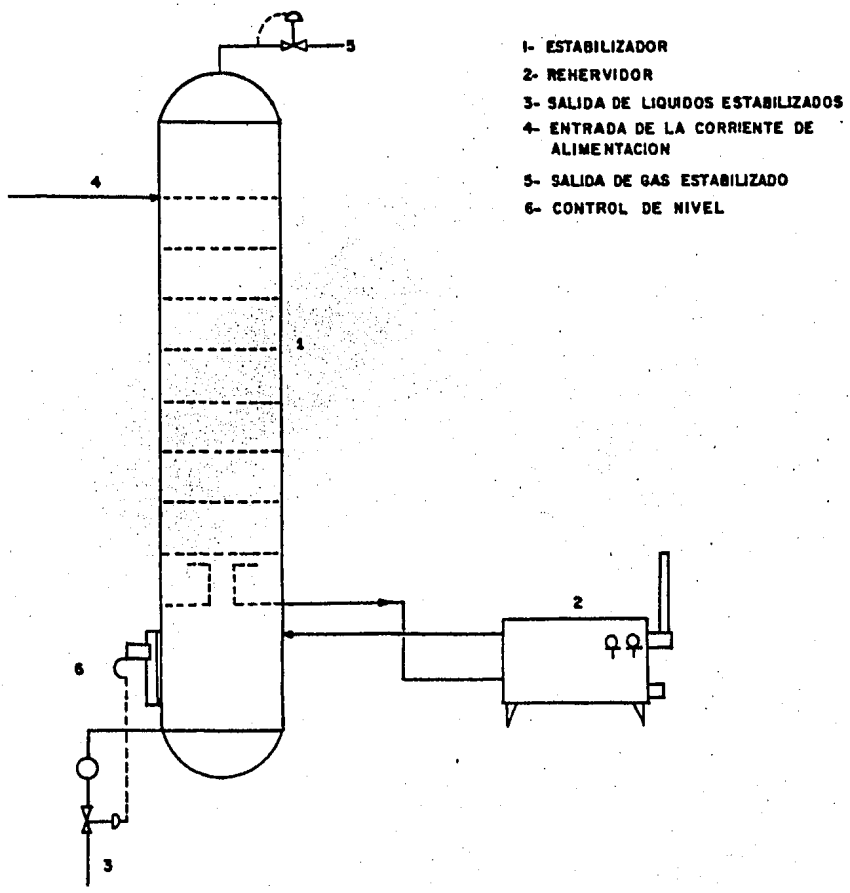 5
1- ESTABILIZADOR
2- REHERVIDOR
3- SALIDA DE LIQUIDOS ESTABILIZADOS
4- ENTRADA DE LA CORRIENTE DE
ALIMENTACION
5- SALIDA DE GAS ESTABILIZADO
6- CONTROL DE NIVEL
4
1
2
6
3